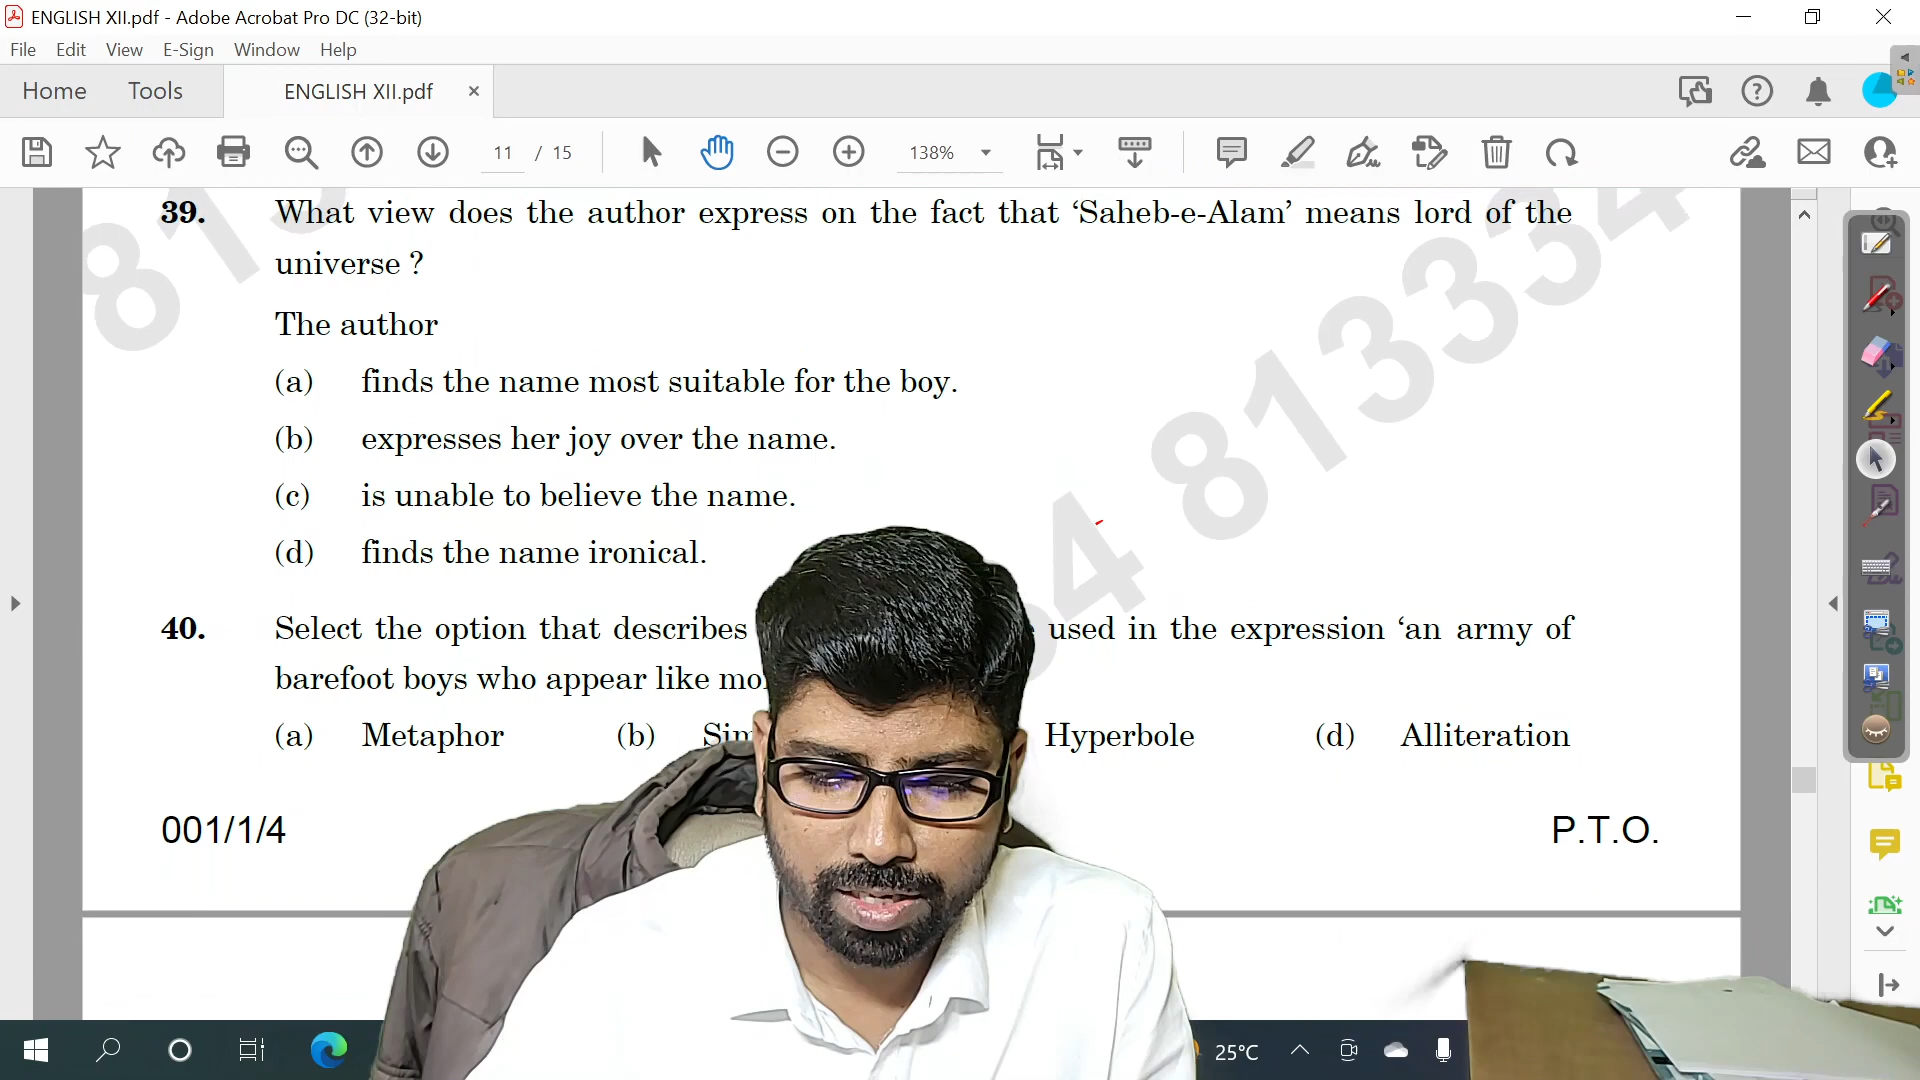 ENGLISH XII.pdf - Adobe Acrobat Pro DC (32-bit)
File Edit View E-Sign Window Help
Home Tools ENGLISH XII.pdf ×
11 / 15 138%
39. What view does the author express on the fact that ‘Saheb-e-Alam’ means lord of the
universe ?
The author
(a) finds the name most suitable for the boy.
(b) expresses her joy over the name.
(c) is unable to believe the name.
(d) finds the name ironical.
40. Select the option that describes used in the expression ‘an army of
barefoot boys who appear like
(a) Metaphor (b) Hyperbole (d) Alliteration
001/1/4 P.T.O.
4 81334
25°C